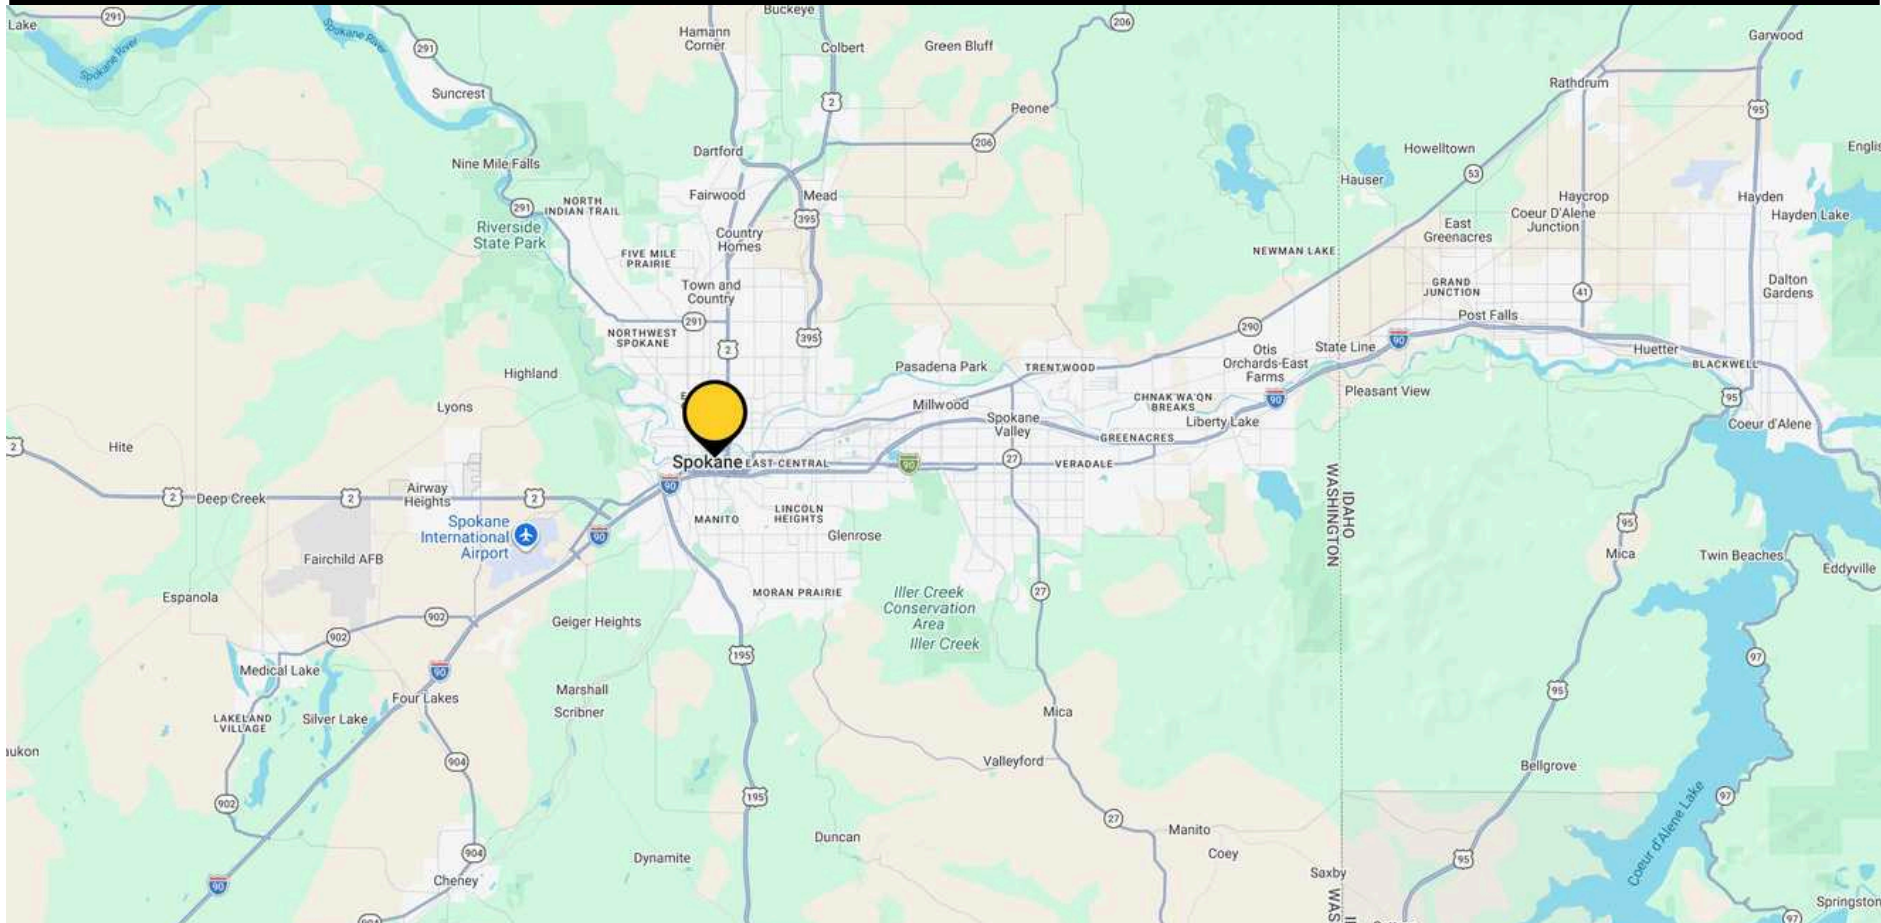 Lake
291
Spokane River
Spokane River
291
Hamann
Corner
Buckeye
Colbert
Green Bluff
206
Garwood
Suncrest
2
Peone
Rathdrum
95
Nine Mile Falls
Dartford
206
Howelltown
Hauser
53
291
NORTH
INDIAN TRAIL
Fairwood
Mead
395
Haycrop
Hayden
Riverside
State Park
Country
Homes
East
Greenacres
Coeur D'Alene
Junction
Hayden Lake
FIVE MILE
PRAIRIE
NEWMAN LAKE
Town and
Country
GRAND
JUNCTION
41
Dalton
Gardens
291
NORTHWEST
SPOKANE
2
395
290
Post Falls
90
State Line
Huetter
Otis
Orchards-East
Farms
Highland
Pasadena Park
TRENTWOOD
BLACKWELL
Lyons
Millwood
CHNAK WA'QN
BREAKS
90
Pleasant View
95
Spokane
Valley
Liberty Lake
Coeur d'Alene
GREENACRES
2
Hite
Spokane
EAST CENTRAL
90
27
VERADALE
2
Deep Creek
2
Airway
Heights
2
90
IDAHO
WASHINGTON
Spokane
International
Airport
90
MANITO
LINCOLN
HEIGHTS
Glenrose
95
Fairchild AFB
Mica
Twin Beaches
Eddyville
Espanola
902
MORAN PRAIRIE
Iller Creek
Conservation
Area
Iller Creek
27
902
Geiger Heights
195
Medical Lake
90
97
Four Lakes
Marshall
Scribner
95
LAKELAND
VILLAGE
Silver Lake
Mica
904
Valleyford
Bellgrove
902
195
27
97
Coeur d'Alene Lake
Duncan
Manito
Coey
904
Dynamite
95
Cheney
90
Saxby
Springston
904
97